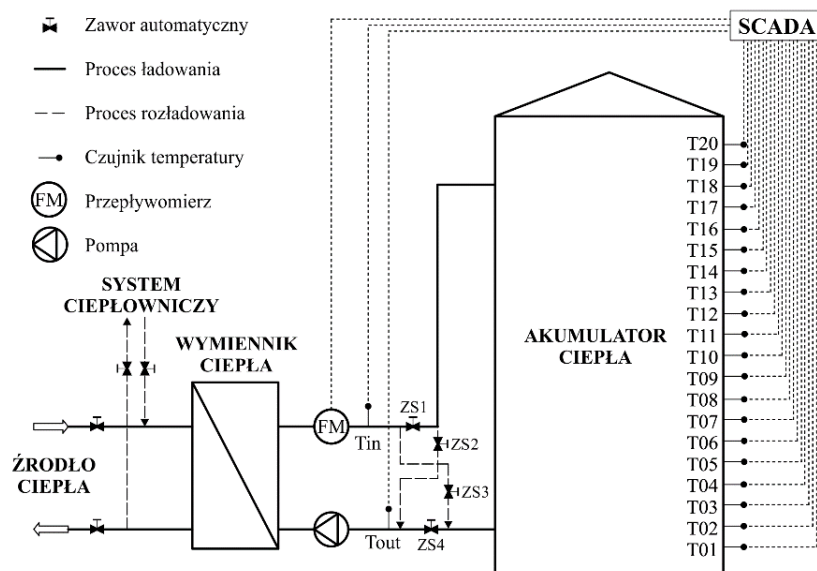 Zawor automatyczny
Proces ładowania
Proces rozładowania
Czujnik temperatury
FM
Przepływomierz
Pompa
SCADA
T20
T19
T18
T17
T16
T15
T14
T13
T12
T11
T10
T09
T08
T07
T06
T05
T04
T03
T02
T01
AKUMULATOR
CIEPŁA
SYSTEM
CIEPŁOWNICZY
WYMIENNIK
CIEPŁA
ŹRODŁO
CIEPŁA
FM
Tin
ZS1
ZS2
ZS3
ZS4
Tout